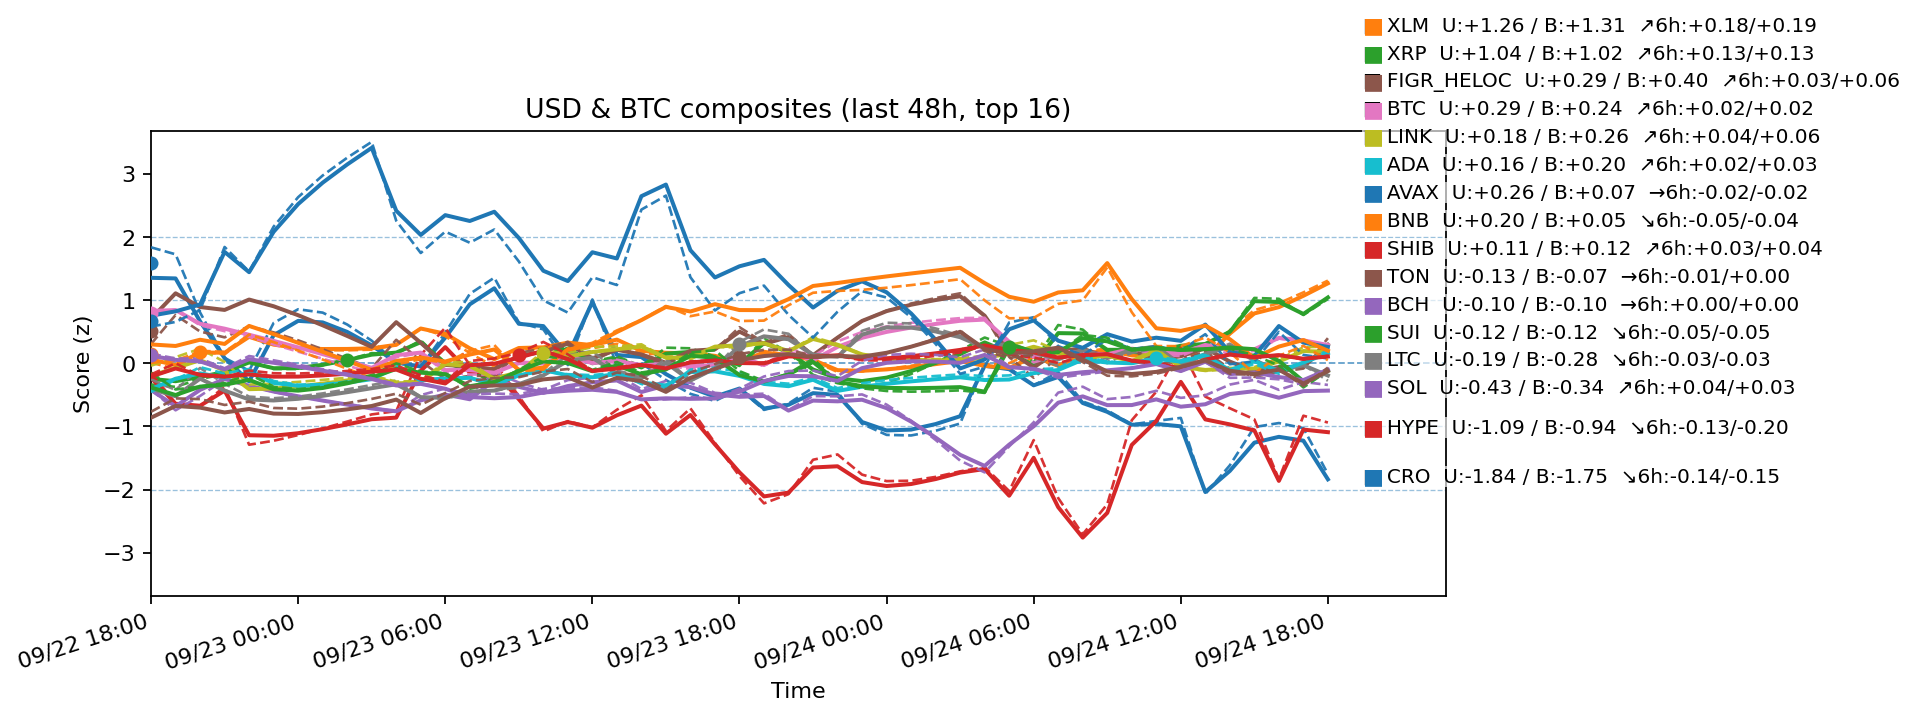 XLM  U:+1.26 / B:+1.31  ↗6h:+0.18/+0.19
XRP  U:+1.04 / B:+1.02  ↗6h:+0.13/+0.13
FIGR_HELOC  U:+0.29 / B:+0.40  ↗6h:+0.03/+0.06
USD & BTC composites (last 48h, top 16)
BTC  U:+0.29 / B:+0.24  ↗6h:+0.02/+0.02
LINK  U:+0.18 / B:+0.26  ↗6h:+0.04/+0.06
ADA  U:+0.16 / B:+0.20  ↗6h:+0.02/+0.03
AVAX  U:+0.26 / B:+0.07  →6h:-0.02/-0.02
BNB  U:+0.20 / B:+0.05  ↘6h:-0.05/-0.04
SHIB  U:+0.11 / B:+0.12  ↗6h:+0.03/+0.04
TON  U:-0.13 / B:-0.07  →6h:-0.01/+0.00
BCH  U:-0.10 / B:-0.10  →6h:+0.00/+0.00
SUI  U:-0.12 / B:-0.12  ↘6h:-0.05/-0.05
LTC  U:-0.19 / B:-0.28  ↘6h:-0.03/-0.03
SOL  U:-0.43 / B:-0.34  ↗6h:+0.04/+0.03
HYPE  U:-1.09 / B:-0.94  ↘6h:-0.13/-0.20
CRO  U:-1.84 / B:-1.75  ↘6h:-0.14/-0.15
Score (z)
3
2
1
0
−1
−2
−3
09/22 18:00
09/23 00:00
09/23 06:00
09/23 12:00
09/23 18:00
09/24 00:00
09/24 06:00
09/24 12:00
09/24 18:00
Time